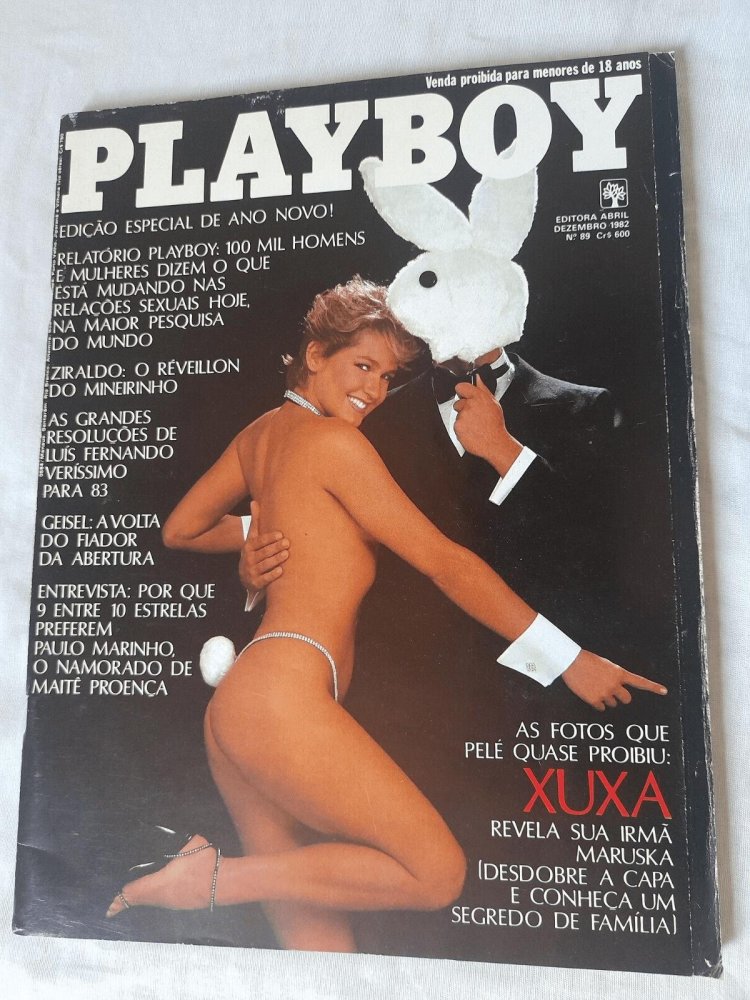 Venda proibida para menores de 18 anos
PLAYBOY
EDITORA ABRIL
DEZEMBRO 1982
Nº 89 Cr$ 600
EDIÇÃO ESPECIAL DE ANO NOVO!
RELATÓRIO PLAYBOY: 100 MIL HOMENS
E MULHERES DIZEM O QUE
ESTÁ MUDANDO NAS
RELAÇÕES SEXUAIS HOJE,
NA MAIOR PESQUISA
DO MUNDO
ZIRALDO: O RÉVEILLON
DO MINEIRINHO
AS GRANDES
RESOLUÇÕES DE
LUÍS FERNANDO
VERÍSSIMO
PARA 83
GEISEL: A VOLTA
DO FIADOR
DA ABERTURA
ENTREVISTA: POR QUE
9 ENTRE 10 ESTRELAS
PREFEREM
PAULO MARINHO,
O NAMORADO DE
MAITÊ PROENÇA
AS FOTOS QUE
PELÉ QUASE PROIBIU:
XUXA
REVELA SUA IRMÃ
MARUSKA
(DESDOBRE A CAPA
E CONHEÇA UM
SEGREDO DE FAMÍLIA)